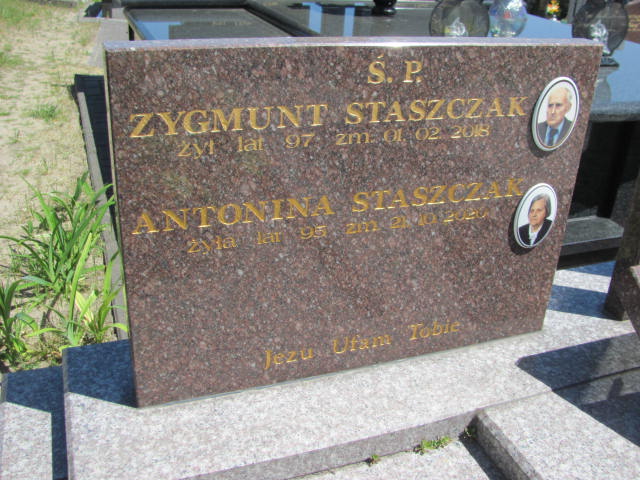 Ś. P.
ZYGMUNT STASZCZAK
żył lat 97 zm. 01. 02. 2018
ANTONINA STASZCZAK
żyła lat 95 zm. 21. 10. 2020
Jezu Ufam Tobie